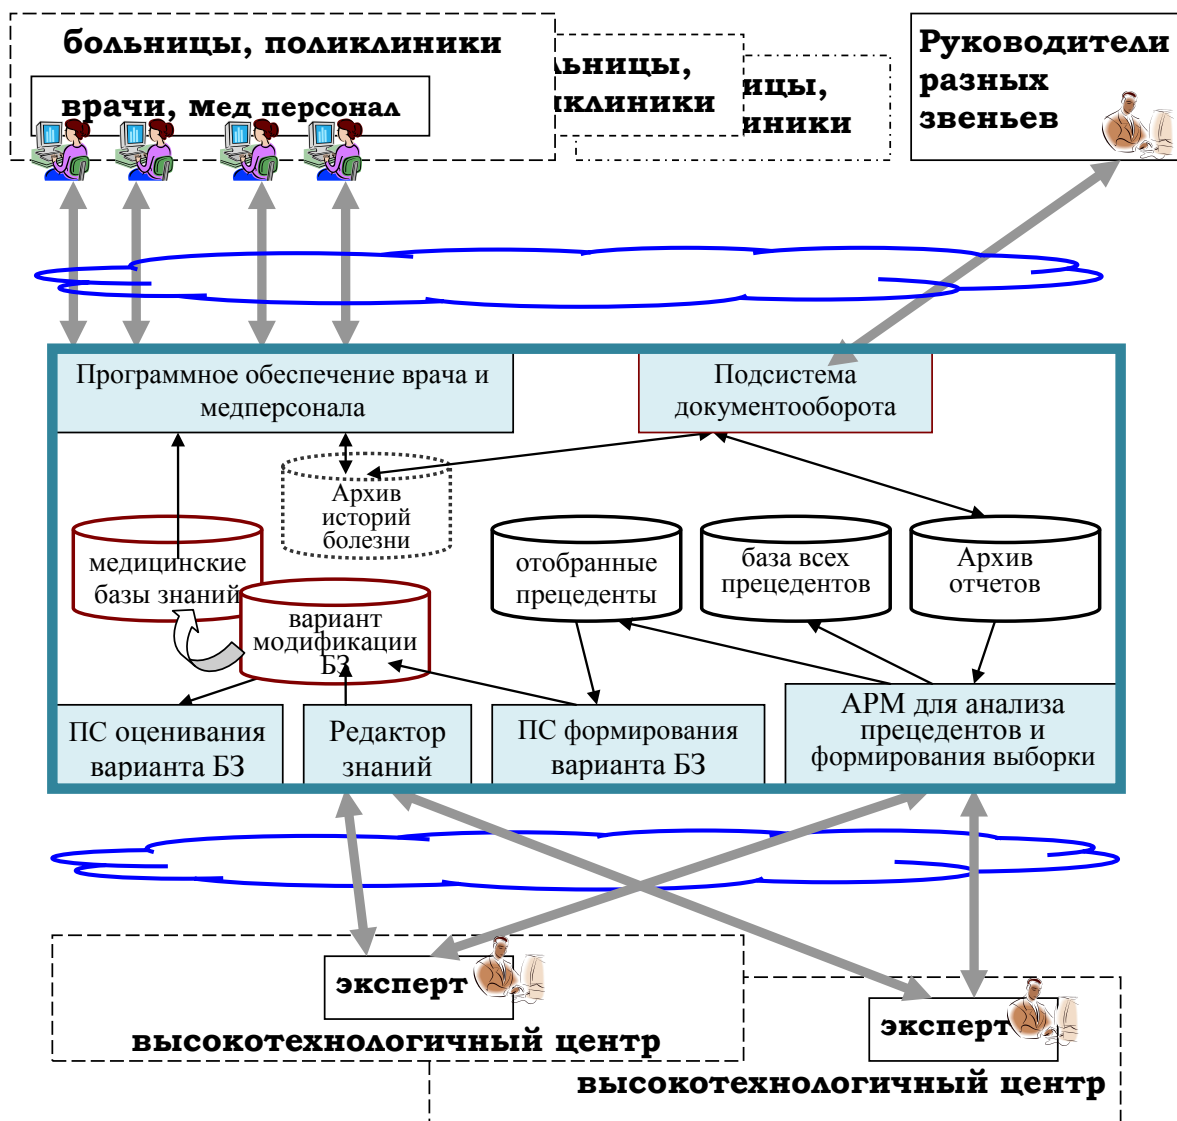 больницы, поликлиники
врачи, мед персонал
льницы,
иклиники
ицы,
иники
Руководители
разных
звеньев
Программное обеспечение врача и
медперсонала
Подсистема
документооборота
Архив
историй
болезни
медицинские
базы знаний
вариант
модификации
БЗ
отобранные
прецеденты
база всех
прецедентов
Архив
отчетов
ПС оценивания
варианта БЗ
Редактор
знаний
ПС формирования
варианта БЗ
АРМ для анализа
прецедентов и
формирования выборки
эксперт
высокотехнологичный центр
эксперт
высокотехнологичный центр